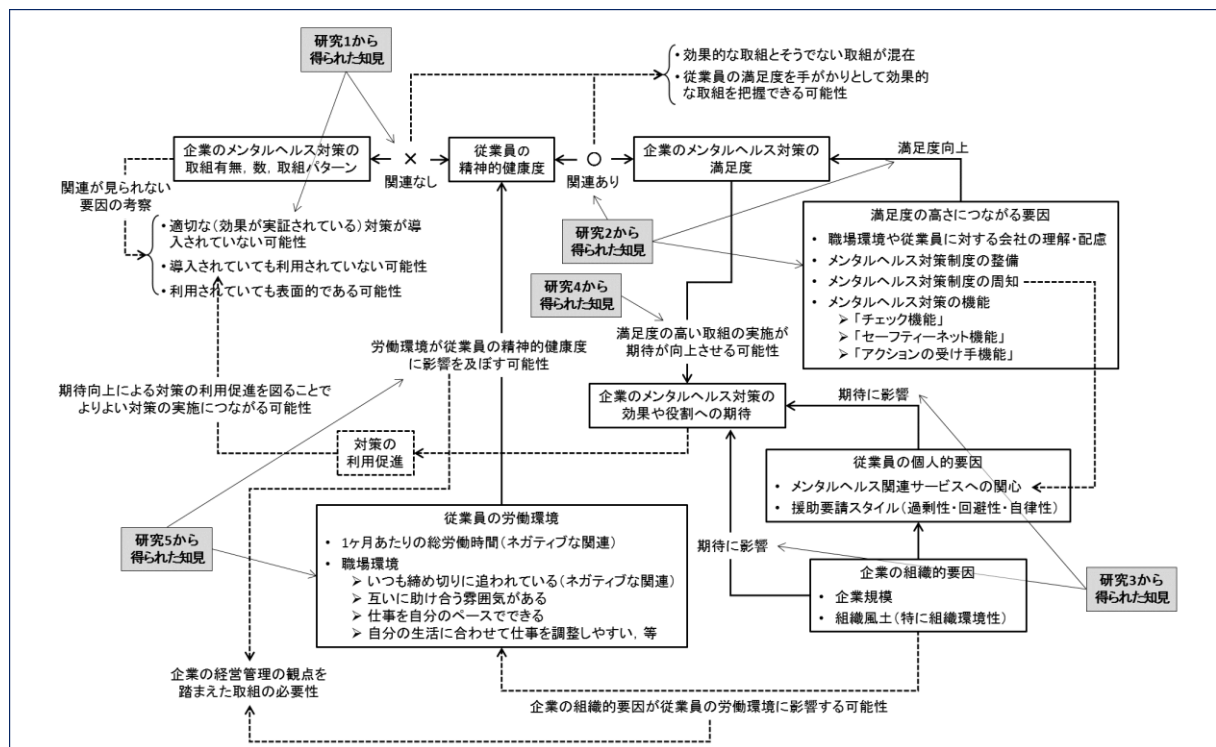 研究1から
得られた知見
• 効果的な取組とそうでない取組が混在
• 従業員の満足度を手がかりとして効果的
な取組を把握できる可能性
企業のメンタルヘルス対策の
取組有無，数，取組パターン
×
関連なし
従業員の
精神的健康度
○
関連あり
企業のメンタルヘルス対策の
満足度
満足度向上
関連が見られない
要因の考察
• 適切な（効果が実証されている）対策が導
入されていない可能性
• 導入されていても利用されていない可能性
• 利用されていても表面的である可能性
研究2から
得られた知見
満足度の高さにつながる要因
• 職場環境や従業員に対する会社の理解・配慮
• メンタルヘルス対策制度の整備
• メンタルヘルス対策制度の周知
• メンタルヘルス対策の機能
➢「チェック機能」
➢「セーフティーネット機能」
➢「アクションの受け手機能」
研究4から
得られた知見
満足度の高い取組の実施が
期待が向上させる可能性
労働環境が従業員の精神的健康度
に影響を及ぼす可能性
期待向上による対策の利用促進を図ることで
よりよい対策の実施につながる可能性
企業のメンタルヘルス対策の
効果や役割への期待
期待に影響
対策の
利用促進
従業員の個人的要因
• メンタルヘルス関連サービスへの関心
• 援助要請スタイル（過剰性・回避性・自律性）
研究5から
得られた知見
従業員の労働環境
• 1ヶ月あたりの総労働時間（ネガティブな関連）
• 職場環境
➢ いつも締め切りに追われている（ネガティブな関連）
➢ 互いに助け合う雰囲気がある
➢ 仕事を自分のペースでできる
➢ 自分の生活に合わせて仕事を調整しやすい，等
期待に影響
企業の組織的要因
• 企業規模
• 組織風土（特に組織環境性）
研究3から
得られた知見
企業の経営管理の観点を
踏まえた取組の必要性
企業の組織的要因が従業員の労働環境に影響する可能性